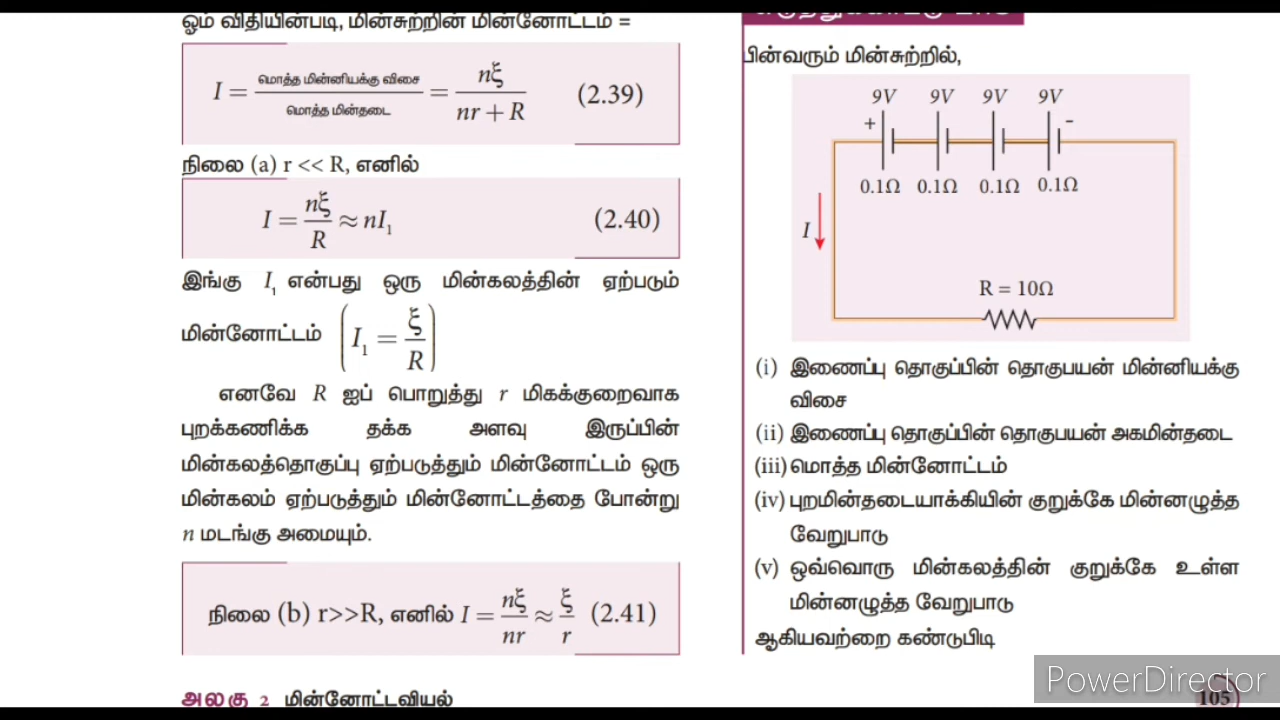 ஓம் விதியின்படி, மின்சுற்றின் மின்னோட்டம் =
I = மொத்த மின்னியக்கு விசை / மொத்த மின்தடை = nξ / nr + R (2.39)
நிலை (a) r << R, எனில்
I = nξ / R ≈ nI₁ (2.40)
இங்கு I₁ என்பது ஒரு மின்கலத்தின் ஏற்படும்
மின்னோட்டம் (I₁ = ξ / R)
எனவே R ஐப் பொறுத்து r மிகக்குறைவாக
புறக்கணிக்க தக்க அளவு இருப்பின்
மின்கலத்தொகுப்பு ஏற்படுத்தும் மின்னோட்டம் ஒரு
மின்கலம் ஏற்படுத்தும் மின்னோட்டத்தை போன்று
n மடங்கு அமையும்.
நிலை (b) r>>R, எனில் I = nξ / nr ≈ ξ / r (2.41)
அலகு 2 மின்னோட்டவியல்
பின்வரும் மின்சுற்றில்,
9V 9V 9V 9V
+ -
0.1Ω 0.1Ω 0.1Ω 0.1Ω
I
R = 10Ω
(i) இணைப்பு தொகுப்பின் தொகுபயன் மின்னியக்கு
விசை
(ii) இணைப்பு தொகுப்பின் தொகுபயன் அகமின்தடை
(iii) மொத்த மின்னோட்டம்
(iv) புறமின்தடையாக்கியின் குறுக்கே மின்னழுத்த
வேறுபாடு
(v) ஒவ்வொரு மின்கலத்தின் குறுக்கே உள்ள
மின்னழுத்த வேறுபாடு
ஆகியவற்றை கண்டுபிடி
PowerDirector
105